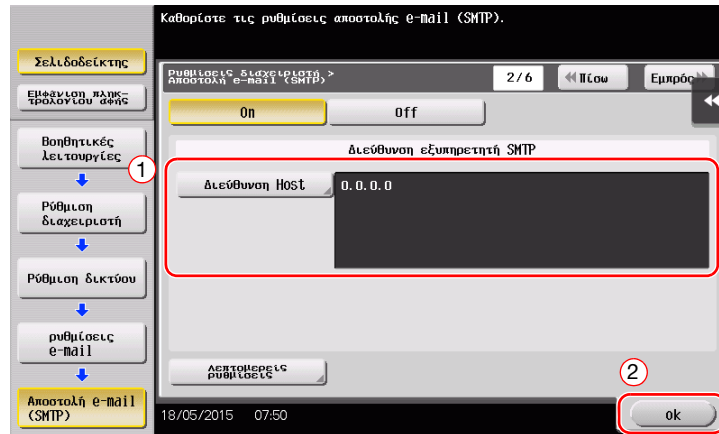 Καθορίστε τις ρυθμίσεις αποστολής e-mail (SMTP).
Σελιδοδείκτης
Εμφάνιση πληκ-
τρολογίου αφής
Βοηθητικές
λειτουργίες
Ρύθμιση
διαχειριστή
Ρύθμιση δικτύου
ρυθμίσεις
e-mail
Αποστολή e-mail
(SMTP)
Ρυθμίσεις διαχειριστή >
Αποστολή e-mail (SMTP)
2/6
Πίσω
Εμπρός
On
Off
Διεύθυνση εξυπηρετητή SMTP
1
Διεύθυνση Host
0.0.0.0
Λεπτομερείς
ρυθμίσεις
2
18/05/2015 07:50
ok